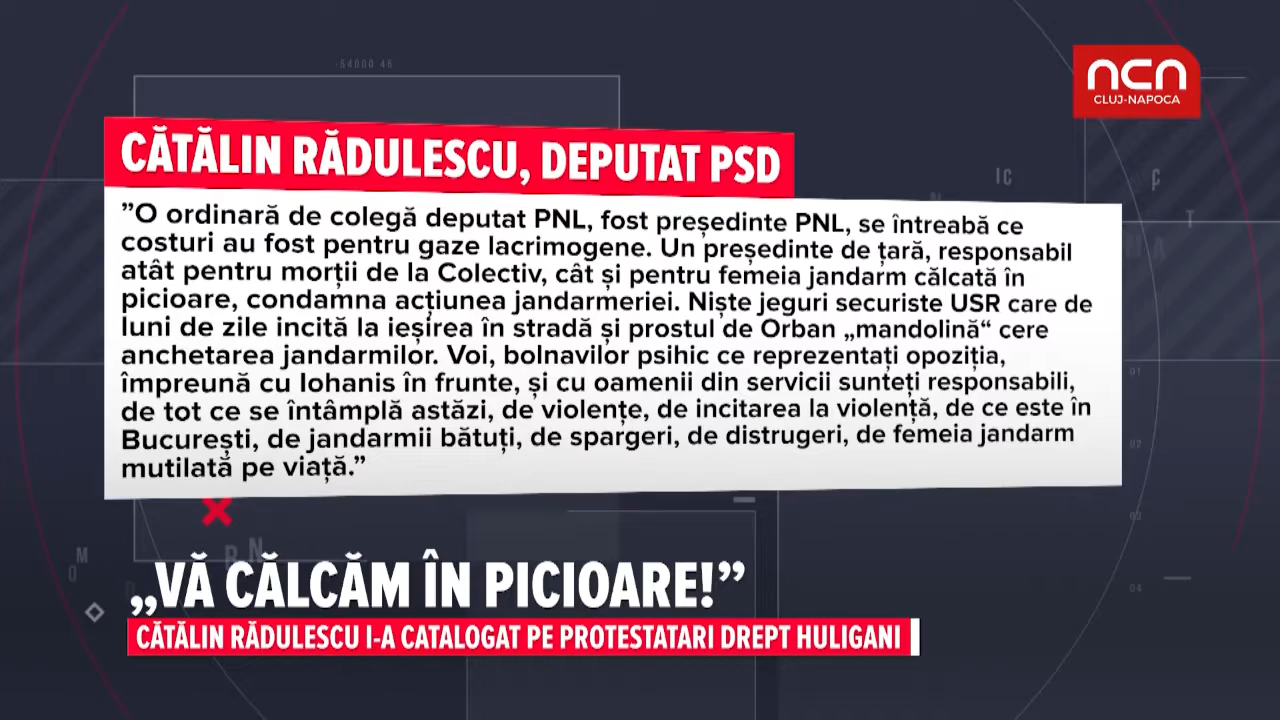 -54000 46
ncn
CLUJ-NAPOCA
CĂTĂLIN RĂDULESCU, DEPUTAT PSD
”O ordinară de colegă deputat PNL, fost președinte PNL, se întreabă ce
costuri au fost pentru gaze lacrimogene. Un președinte de țară, responsabil
atât pentru morții de la Colectiv, cât și pentru femeia jandarm călcată în
picioare, condamna acțiunea jandarmeriei. Niște jeguri securiste USR care de
luni de zile incită la ieșirea în stradă și prostul de Orban „mandolină“ cere
anchetarea jandarmilor. Voi, bolnavilor psihic ce reprezentați opoziția,
împreună cu Iohanis în frunte, și cu oamenii din servicii sunteți responsabili,
de tot ce se întâmplă astăzi, de violențe, de incitarea la violență, de ce este în
București, de jandarmii bătuți, de spargeri, de distrugeri, de femeia jandarm
mutilată pe viață.”
„VĂ CĂLCĂM ÎN PICIOARE!”
CĂTĂLIN RĂDULESCU I-A CATALOGAT PE PROTESTATARI DREPT HULIGANI